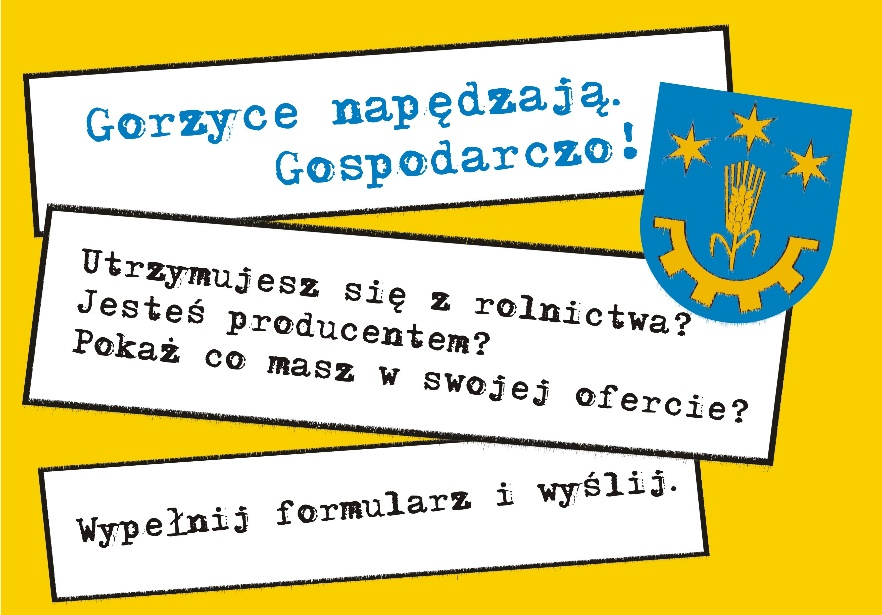 Gorzyce napędzają.
Gospodarczo!
Utrzymujesz się z rolnictwa?
Jesteś producentem?
Pokaż co masz w swojej ofercie?
Wypełnij formularz i wyślij.